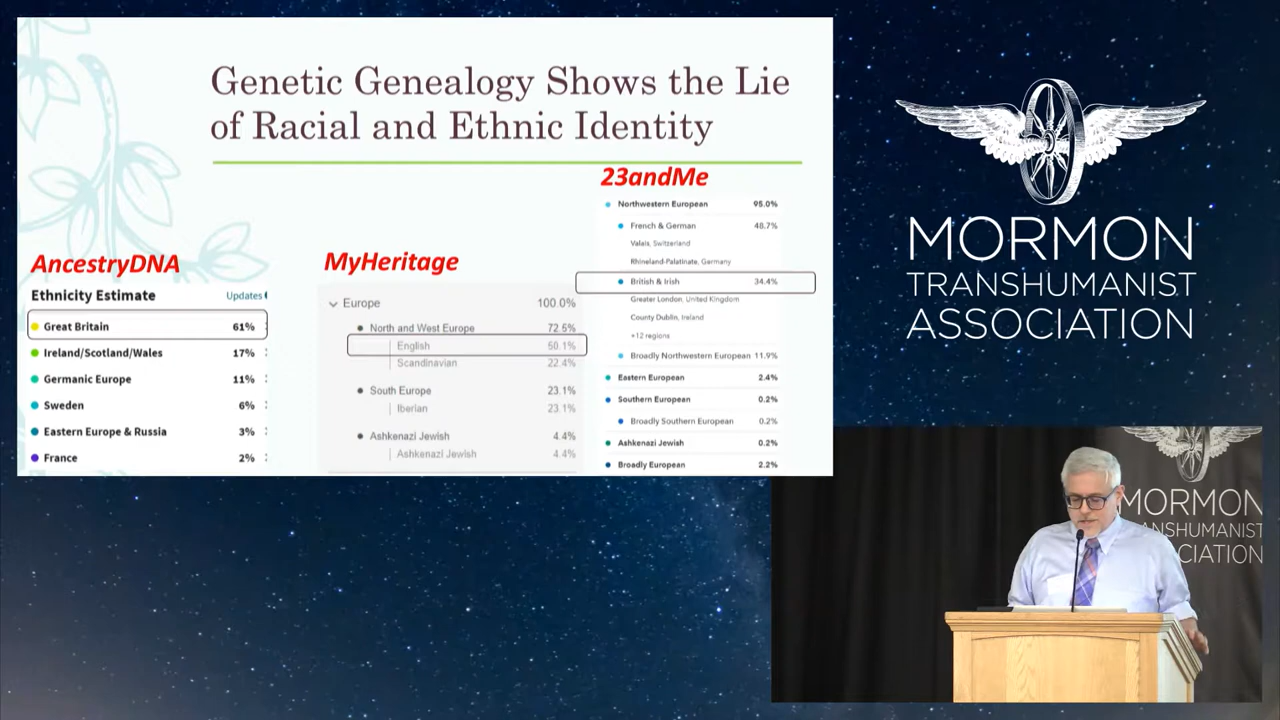 Genetic Genealogy Shows the Lie
of Racial and Ethnic Identity
AncestryDNA
Ethnicity Estimate Updates
Great Britain 61%
Ireland/Scotland/Wales 17%
Germanic Europe 11%
Sweden 6%
Eastern Europe & Russia 3%
France 2%
MyHeritage
Europe 100.0%
North and West Europe 72.5%
English 50.1%
Scandinavian 22.4%
South Europe 23.1%
Iberian 23.1%
Ashkenazi Jewish 4.4%
Ashkenazi Jewish 4.4%
23andMe
Northwestern European 95.0%
French & German 48.7%
Valais, Switzerland
Rhineland-Palatinate, Germany
British & Irish 34.4%
Greater London, United Kingdom
County Dublin, Ireland
+12 regions
Broadly Northwestern European 11.9%
Eastern European 2.4%
Southern European 0.2%
Broadly Southern European 0.2%
Ashkenazi Jewish 0.2%
Broadly European 2.2%
MORMON
TRANSHUMANIST
ASSOCIATION
MORMON
ANSHUMANIST
CIATION